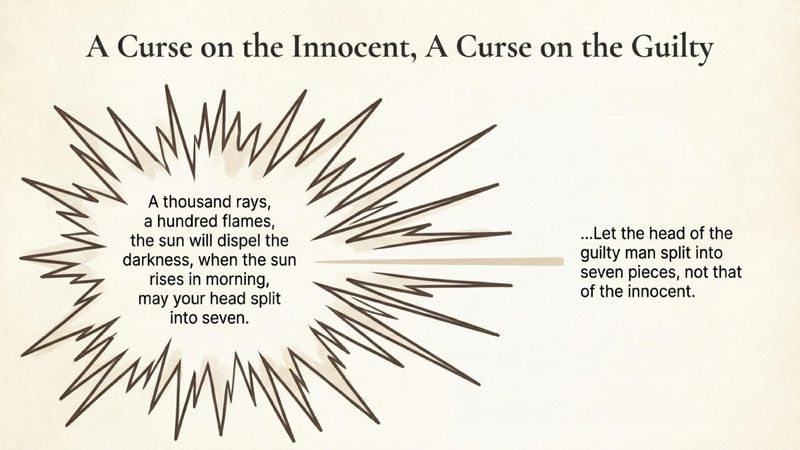 A Curse on the Innocent, A Curse on the Guilty
A thousand rays,
a hundred flames,
the sun will dispel the
darkness, when the sun
rises in morning,
may your head split
into seven.
...Let the head of the
guilty man split into
seven pieces, not that
of the innocent.